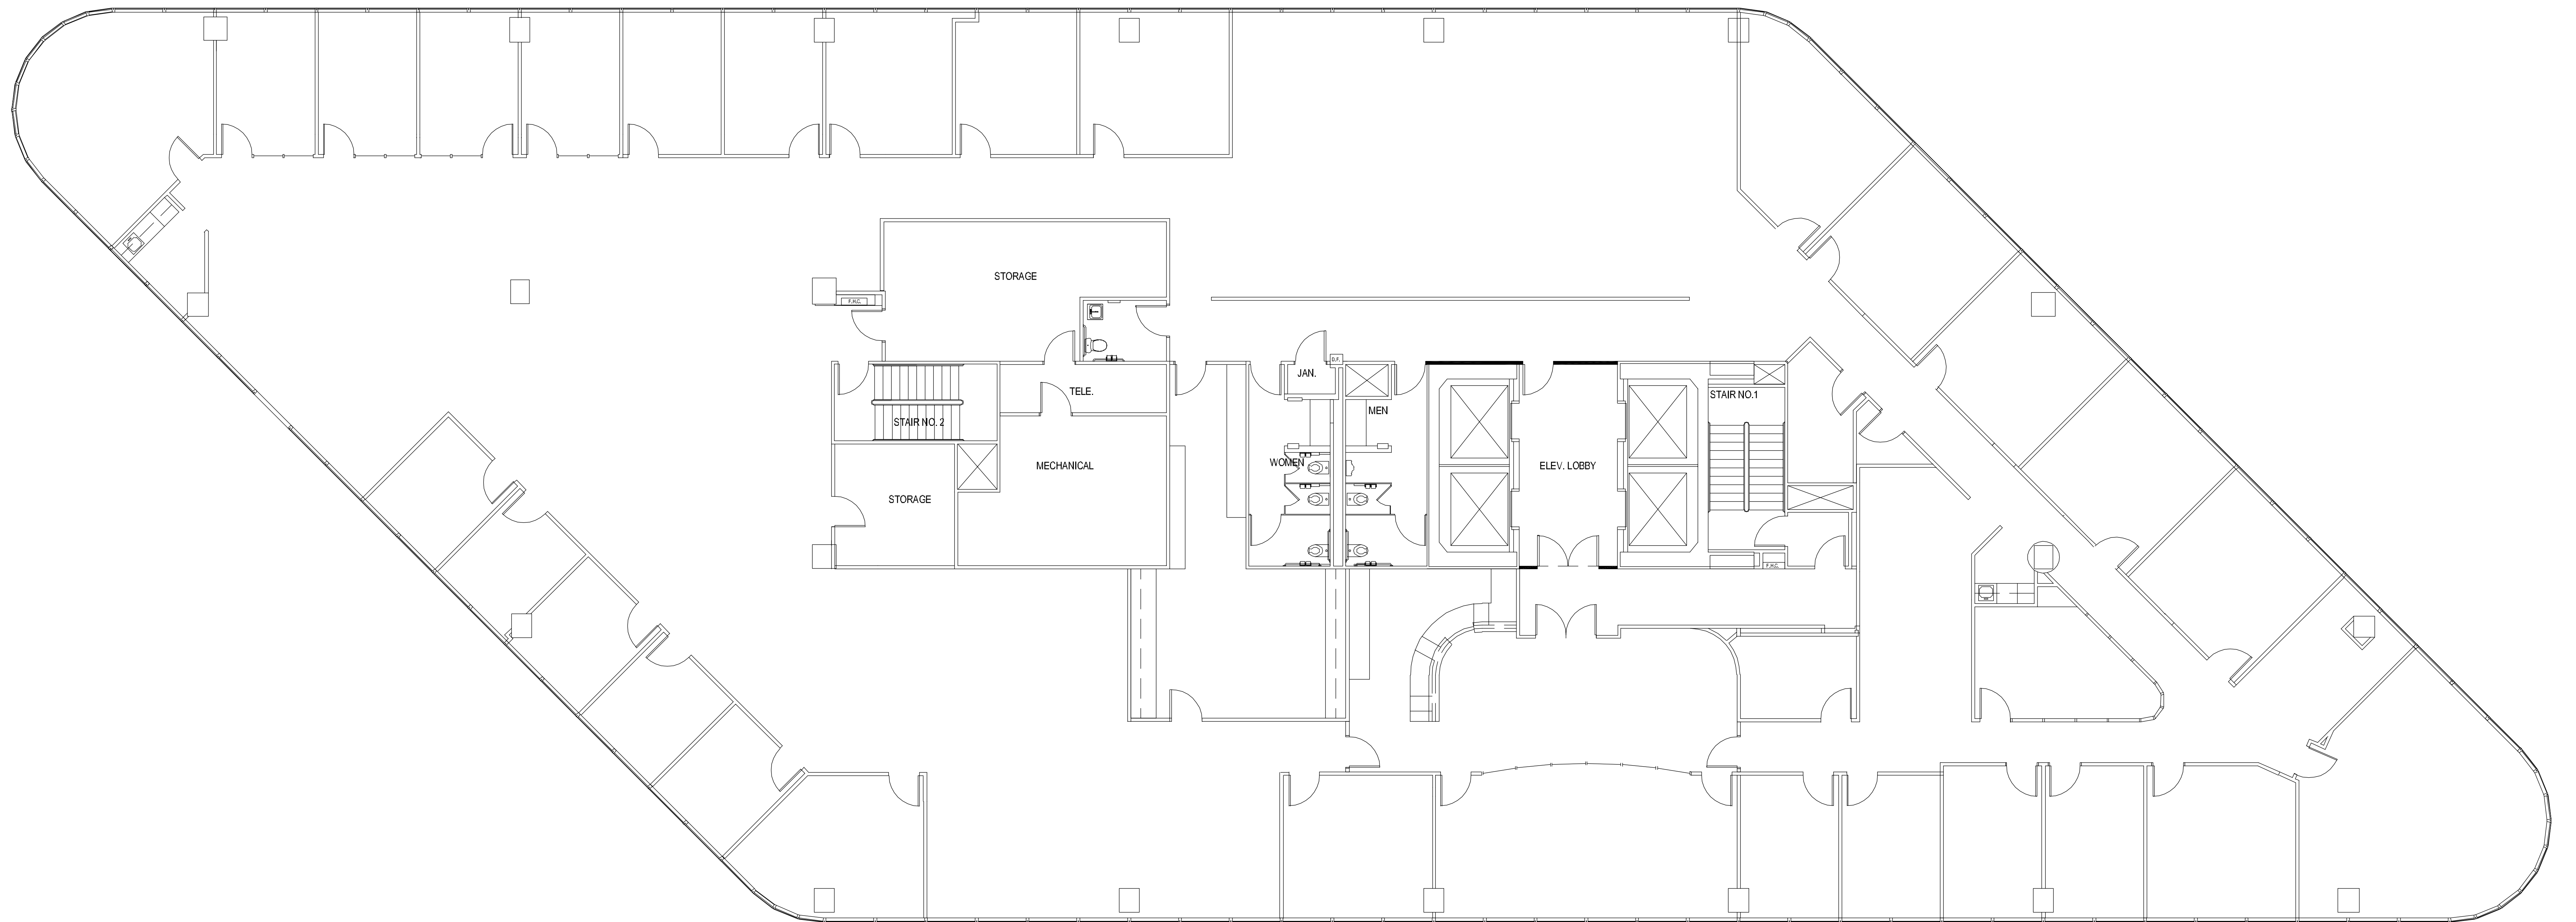 STORAGE
F.H.C.
D.F.
JAN.
TELE.
STAIR NO.1
MEN
STAIR NO. 2
WOMEN
MECHANICAL
ELEV. LOBBY
STORAGE
F.H.C.